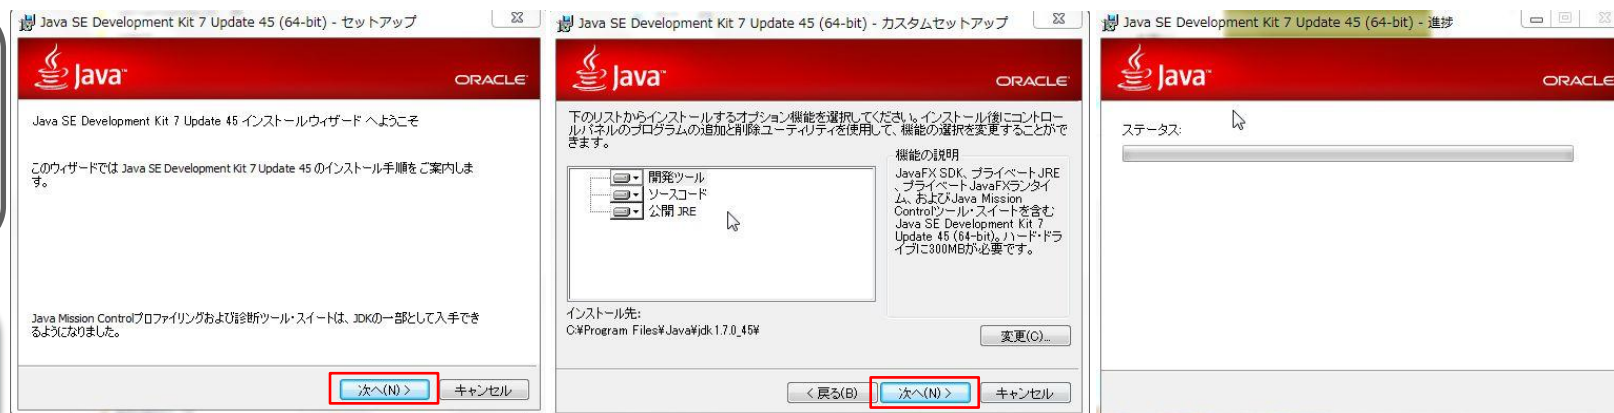 Java SE Development Kit 7 Update 45 (64-bit) - セットアップ
Java
ORACLE
Java SE Development Kit 7 Update 45 インストールウィザード へようこそ
このウィザードでは Java SE Development Kit 7 Update 45 のインストール手順をご案内しま
す。
Java Mission Controlプロファイリングおよび診断ツール・スイートは、JDKの一部として入手でき
るようになりました。
次へ(N) >
キャンセル
Java SE Development Kit 7 Update 45 (64-bit) - カスタムセットアップ
Java
ORACLE
下のリストからインストールするオプション機能を選択してください。インストール後にコントロー
ルパネルのプログラムの追加と削除ユーティリティを使用して、機能の選択を変更することがで
きます。
開発ツール
ソースコード
公開 JRE
機能の説明
JavaFX SDK、プライベート JRE
、プライベート JavaFXランタイ
ム、およびJava Mission
Controlツール・スイートを含む
Java SE Development Kit 7
Update 45 (64-bit)。ハード・ドラ
イブに300MBが必要です。
インストール先:
C:¥Program Files¥Java¥jdk1.7.0_45¥
変更(C)...
< 戻る(B)
次へ(N) >
キャンセル
Java SE Development Kit 7 Update 45 (64-bit) - 進捗
Java
ORACLE
ステータス: